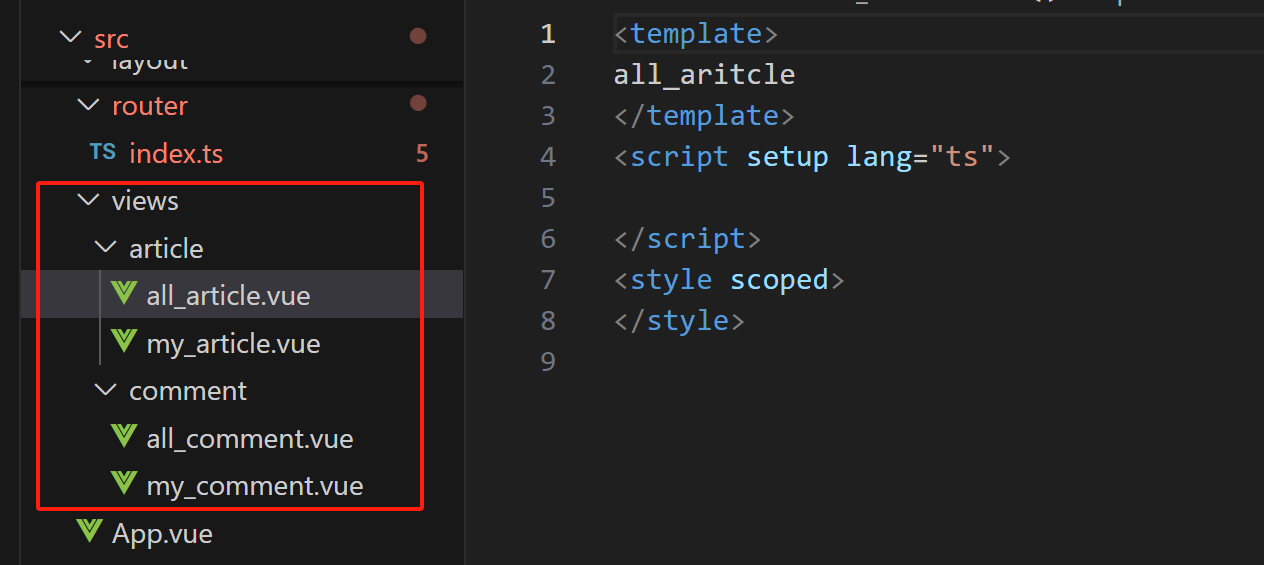 src
layout
router
TS index.ts 5
views
article
all_article.vue
my_article.vue
comment
all_comment.vue
my_comment.vue
App.vue
1 <template>
2 all_aritcle
3 </template>
4 <script setup lang="ts">
5
6 </script>
7 <style scoped>
8 </style>
9